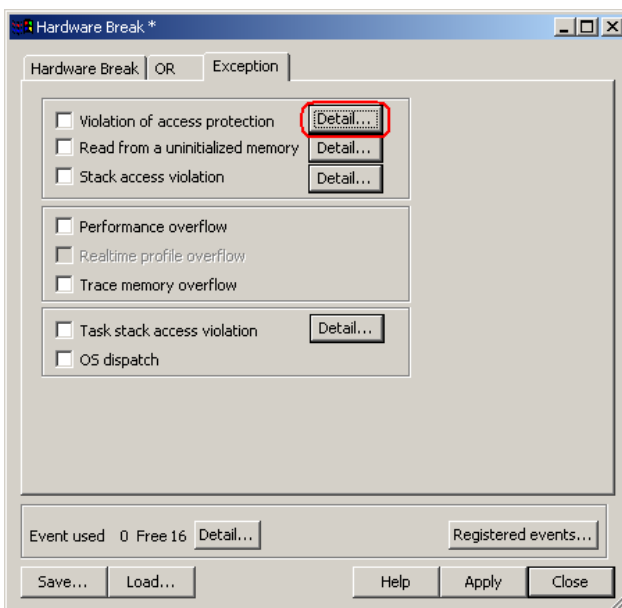 Hardware Break *
Hardware Break OR Exception
Violation of access protection Detail...
Read from a uninitialized memory Detail...
Stack access violation Detail...
Performance overflow
Realtime profile overflow
Trace memory overflow
Task stack access violation Detail...
OS dispatch
Event used 0 Free 16 Detail... Registered events...
Save... Load... Help Apply Close